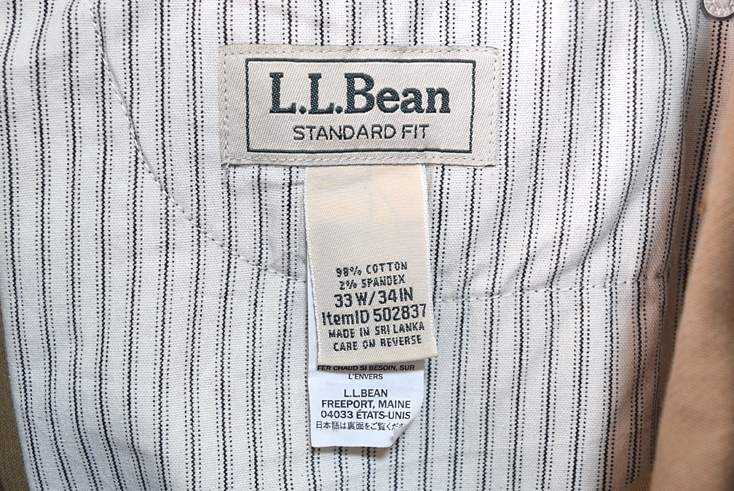 L.L.Bean
STANDARD FIT
98% COTTON
2% SPANDEX
33 W/34 IN
ItemID 502837
MADE IN SRI LANKA
CARE ON REVERSE
FER CHAUD SI BESOIN, SUR
L'ENVERS
L.L.BEAN
FREEPORT, MAINE
04033 ÉTATS-UNIS
日本語は裏面をご覧くだ